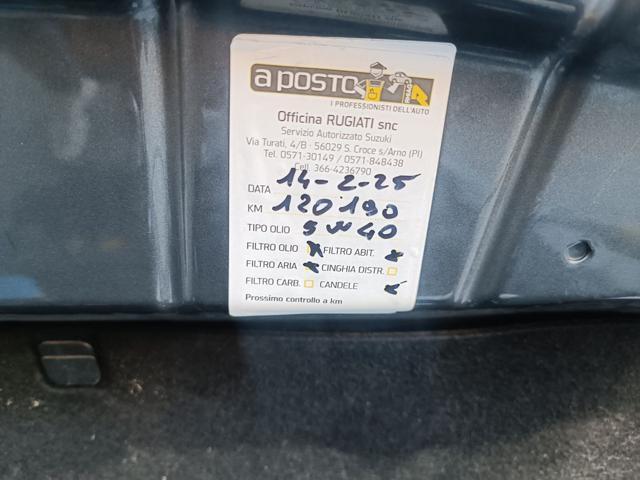 a posto
I PROFESSIONISTI DELL'AUTO
Officina RUGIATI snc
Servizio Autorizzato Suzuki
Via Turati, 4/B - 56029 S. Croce s/Arno (PI)
Tel. 0571-30149 / 0571-848438
Cell. 366-4236790
DATA 14-2-25
KM 120190
TIPO OLIO 5W40
FILTRO OLIO X FILTRO ABIT. X
FILTRO ARIA X CINGHIA DISTR.
FILTRO CARB. CANDELE X
Prossimo controllo a km